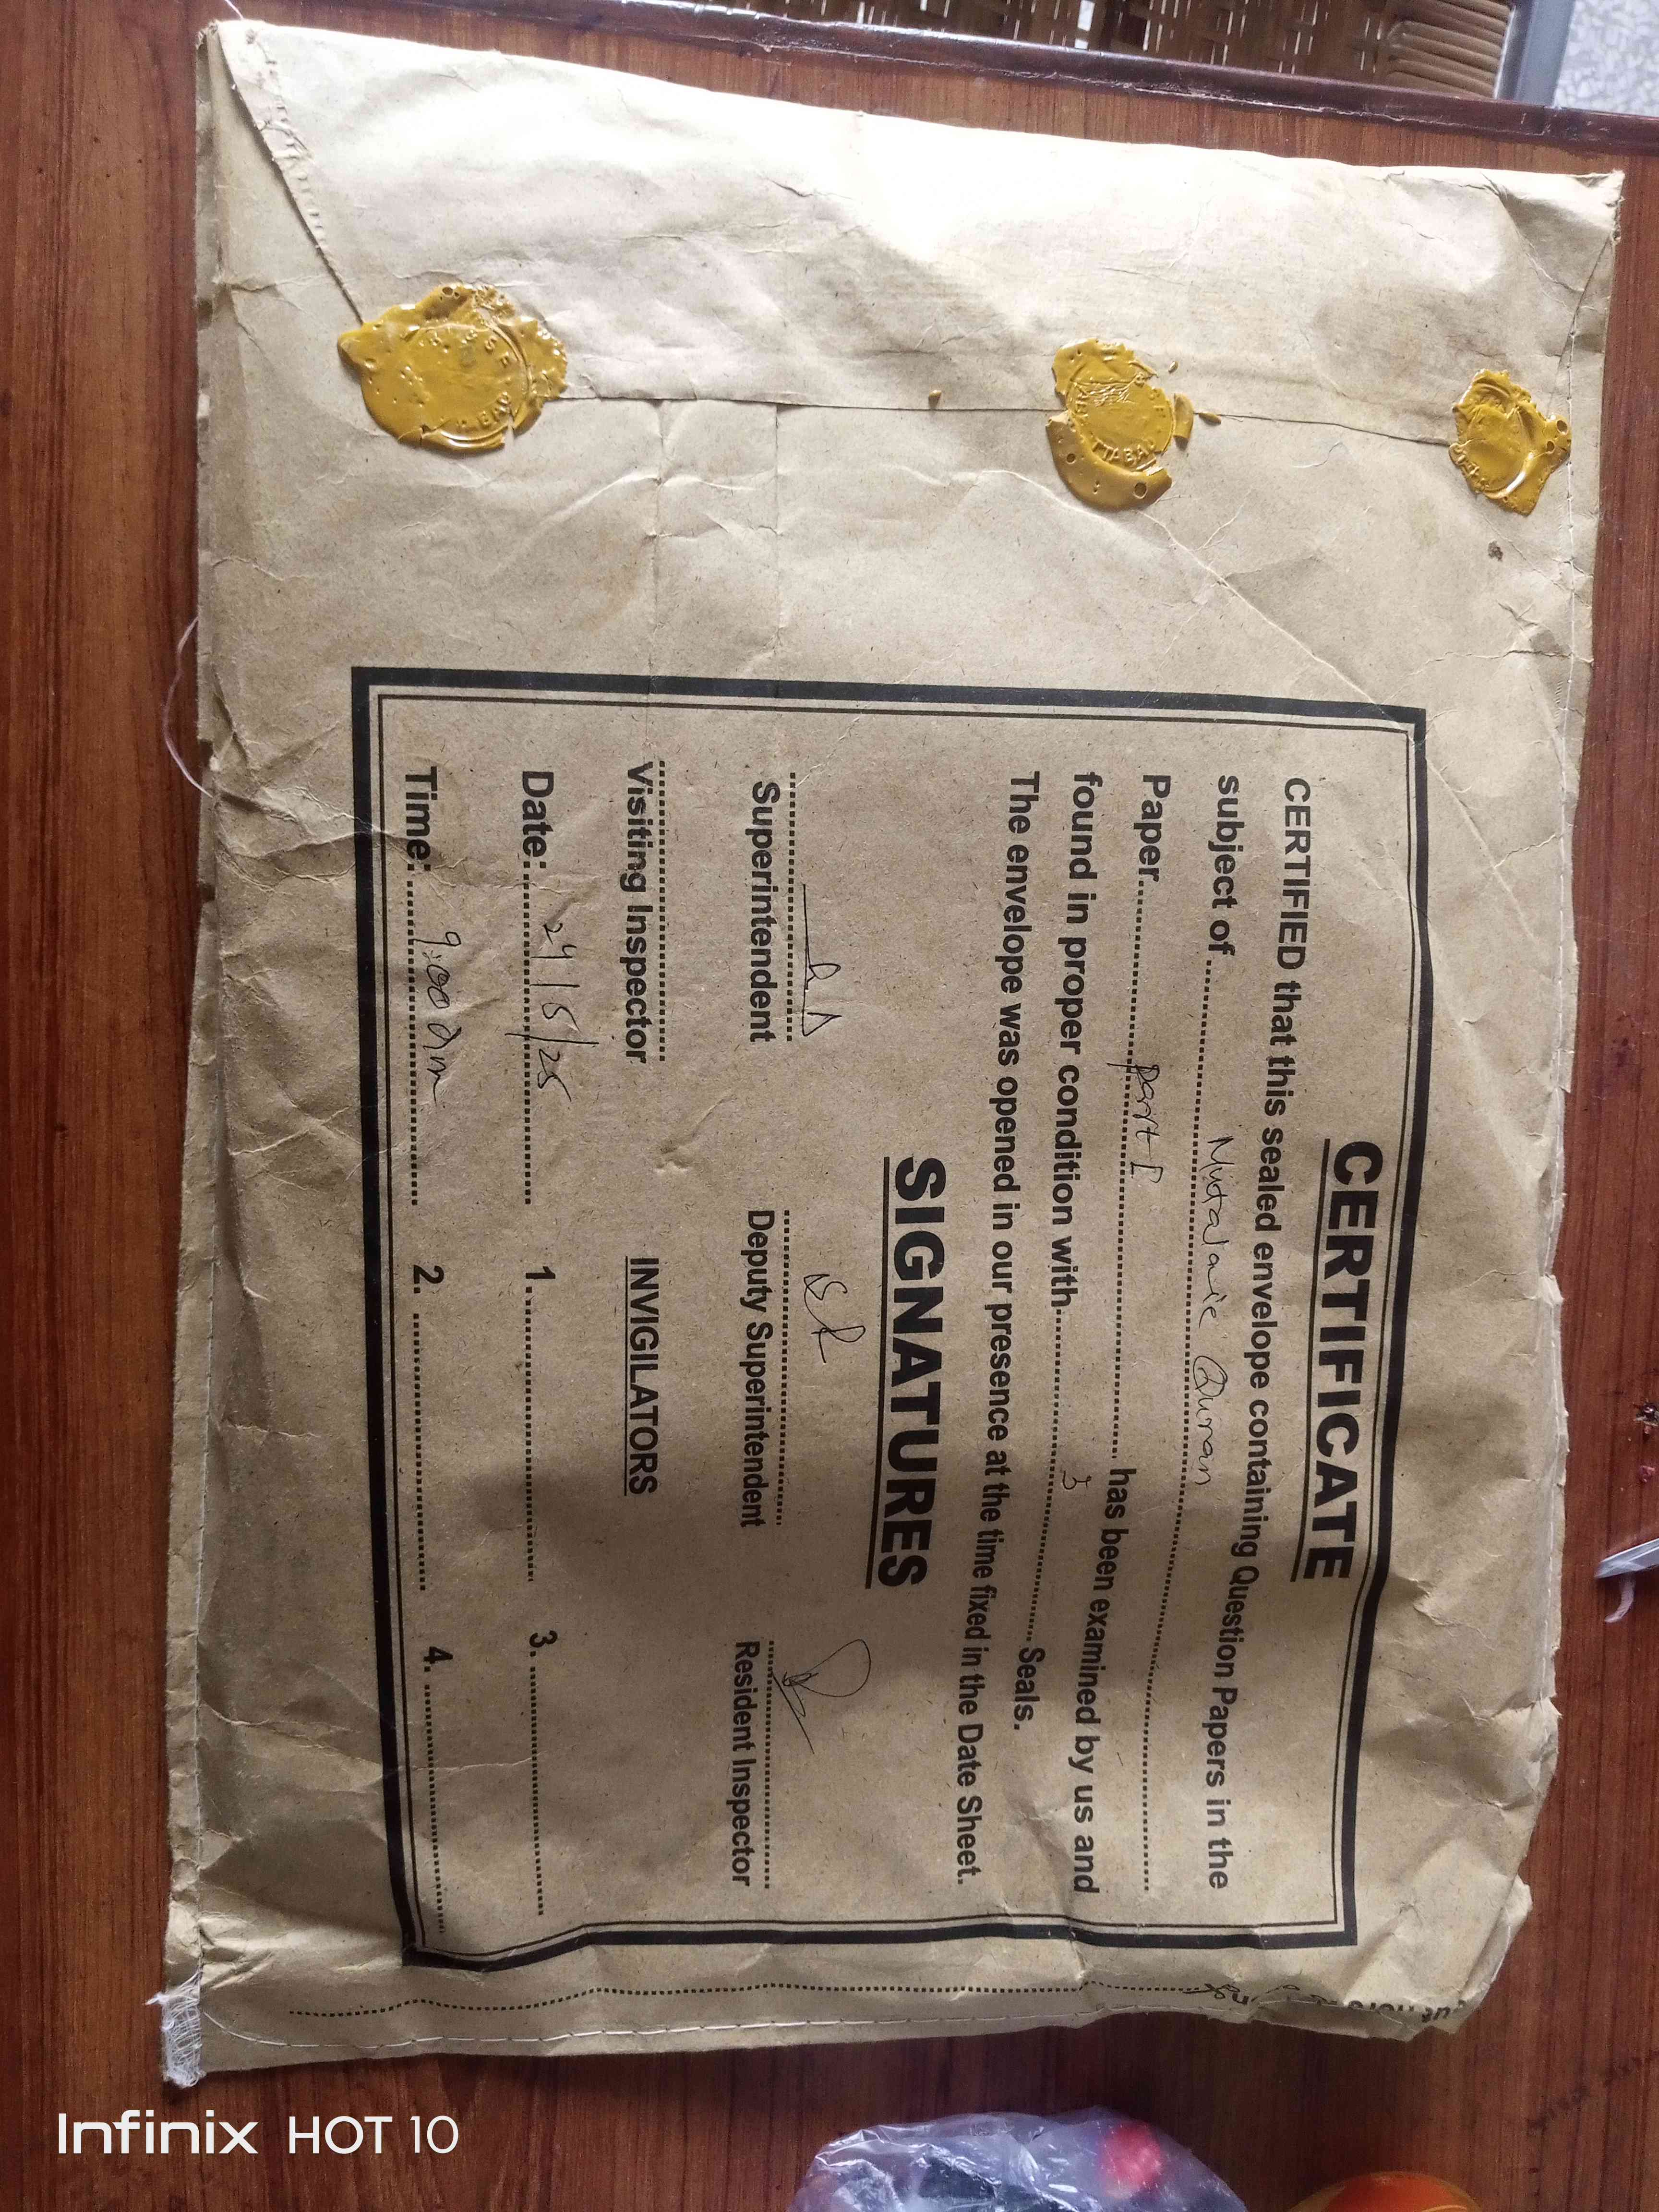 CERTIFICATE
CERTIFIED that this sealed envelope containing Question Papers in the
subject of.......... Mutalaie Quran ..........
Paper.......... part I .......... has been examined by us and
found in proper condition with.......... 3 .......... Seals.
The envelope was opened in our presence at the time fixed in the Date Sheet.
SIGNATURES
Superintendent Deputy Superintendent Resident Inspector
Visiting Inspector INVIGILATORS
Date: 24/5/25 1. .......... 3. ..........
Time: 9:00 am 2. .......... 4. ..........
Infinix HOT 10